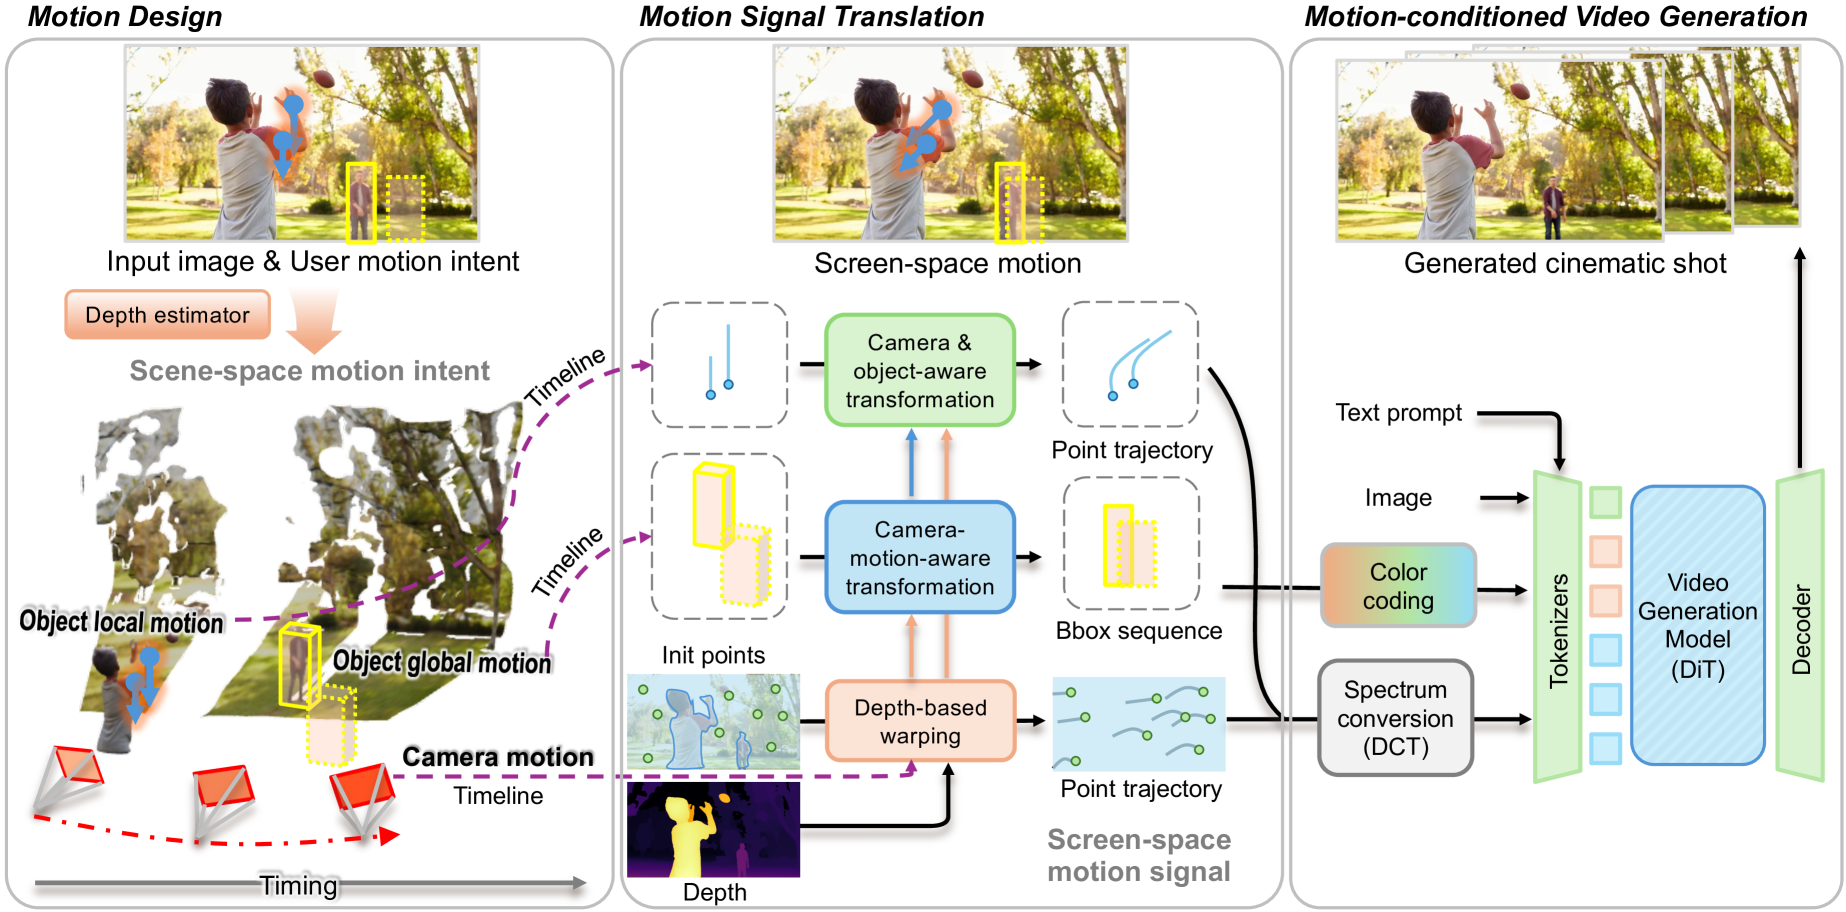 Motion Design
Input image & User motion intent
Depth estimator
Scene-space motion intent
Object local motion
Object global motion
Camera motion
Timeline
Timing
Timeline
Timeline
Motion Signal Translation
Screen-space motion
Camera &
object-aware
transformation
Point trajectory
Camera-
motion-aware
transformation
Bbox sequence
Init points
Depth-based
warping
Point trajectory
Depth
Screen-space
motion signal
Motion-conditioned Video Generation
Generated cinematic shot
Text prompt
Image
Color
coding
Spectrum
conversion
(DCT)
Tokenizers
Video
Generation
Model
(DiT)
Decoder